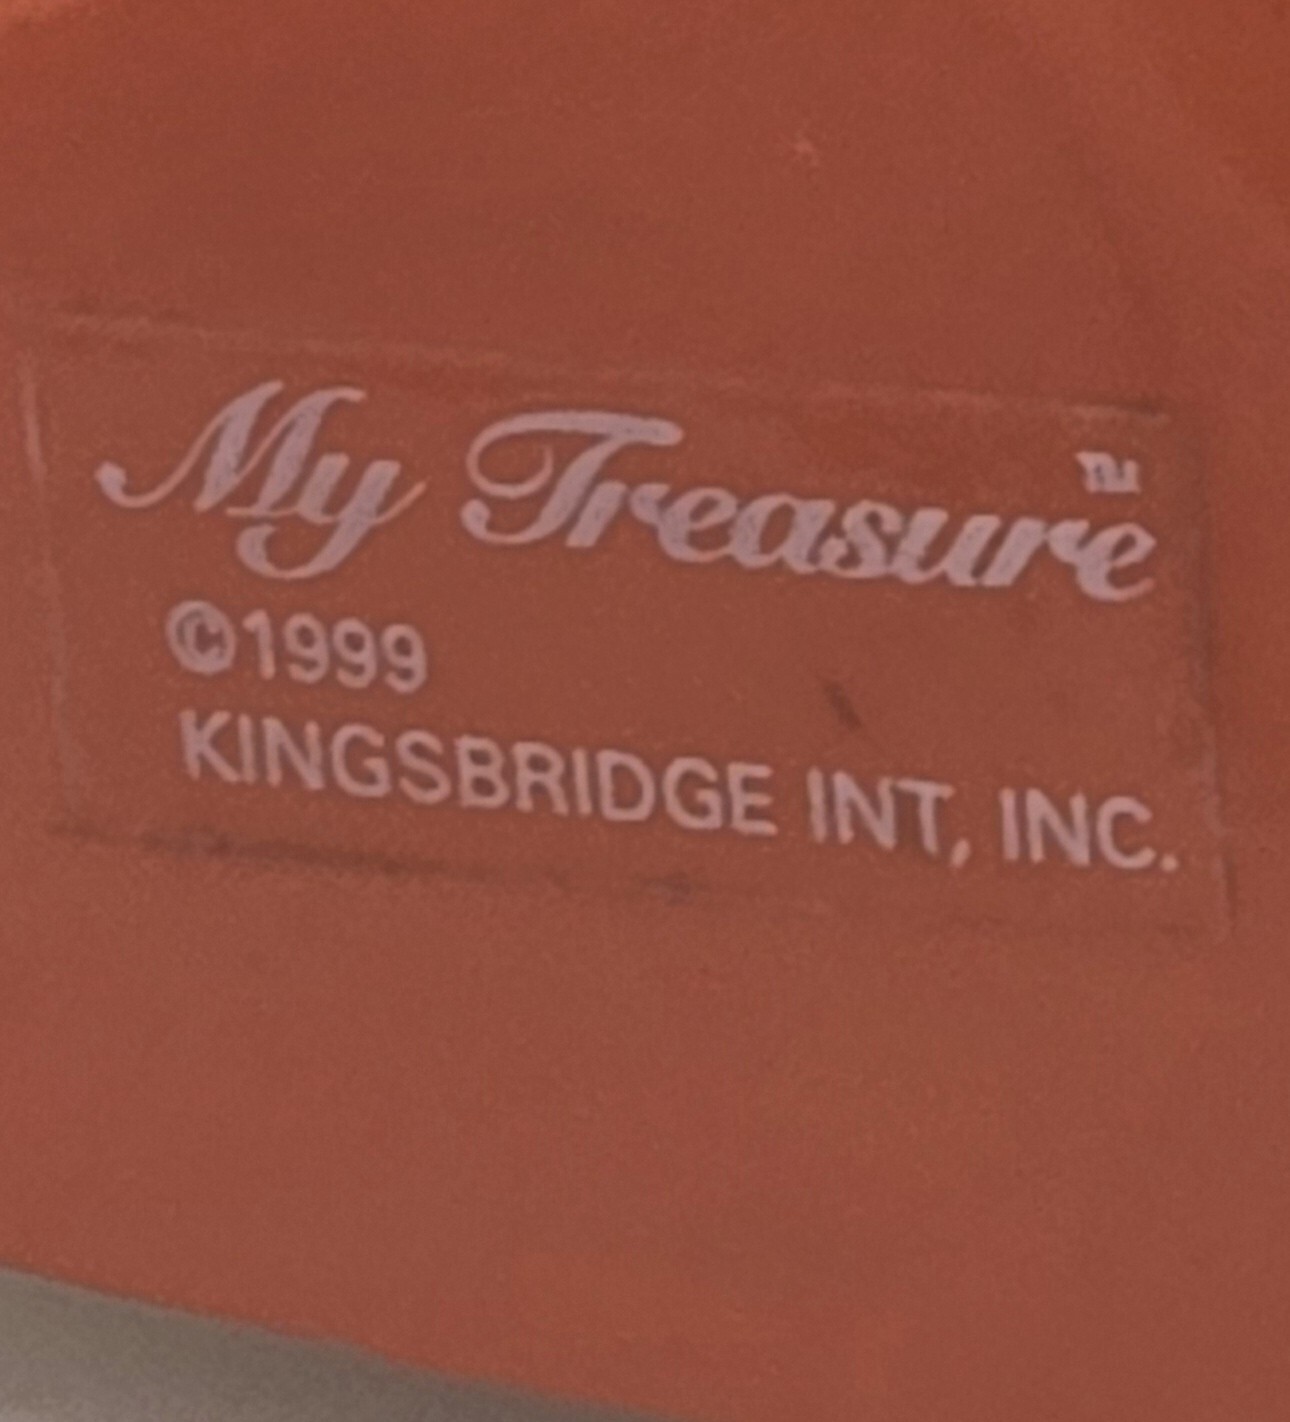 My Treasure™
©1999
KINGSBRIDGE INT, INC.